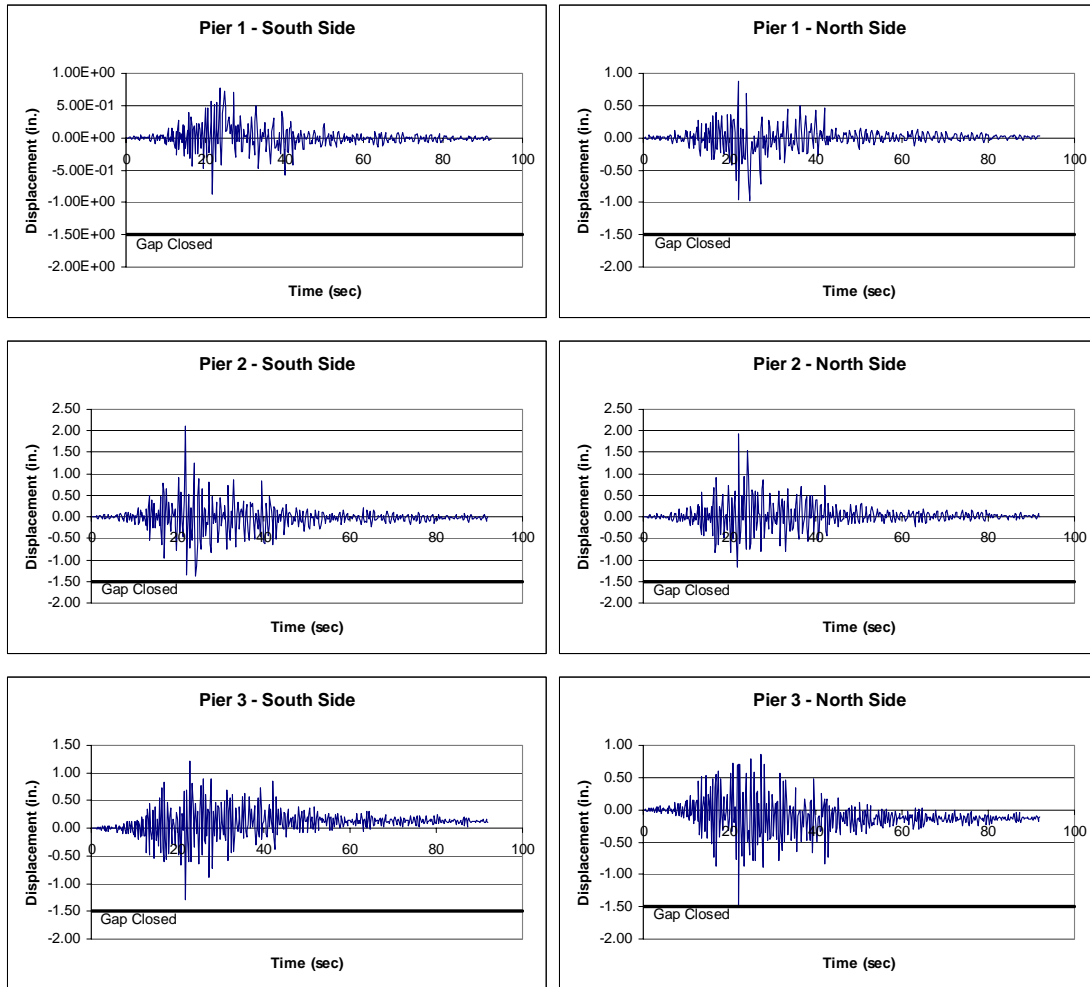 Pier 1 - South Side
1.00E+00
5.00E-01
0.00E+00
-5.00E-01
-1.00E+00
-1.50E+00
-2.00E+00
0 20 40 60 80 100
Displacement (in.)
Gap Closed
Time (sec)
Pier 1 - North Side
1.00
0.50
0.00
-0.50
-1.00
-1.50
-2.00
0 20 40 60 80 100
Displacement (in.)
Gap Closed
Time (sec)
Pier 2 - South Side
2.50
2.00
1.50
1.00
0.50
0.00
-0.50
-1.00
-1.50
-2.00
0 20 40 60 80 100
Displacement (in.)
Gap Closed
Time (sec)
Pier 2 - North Side
2.50
2.00
1.50
1.00
0.50
0.00
-0.50
-1.00
-1.50
-2.00
0 20 40 60 80 100
Displacement (in.)
Gap Closed
Time (sec)
Pier 3 - South Side
1.50
1.00
0.50
0.00
-0.50
-1.00
-1.50
-2.00
0 20 40 60 80 100
Displacement (in.)
Gap Closed
Time (sec)
Pier 3 - North Side
1.00
0.50
0.00
-0.50
-1.00
-1.50
-2.00
0 20 40 60 80 100
Displacement (in.)
Gap Closed
Time (sec)